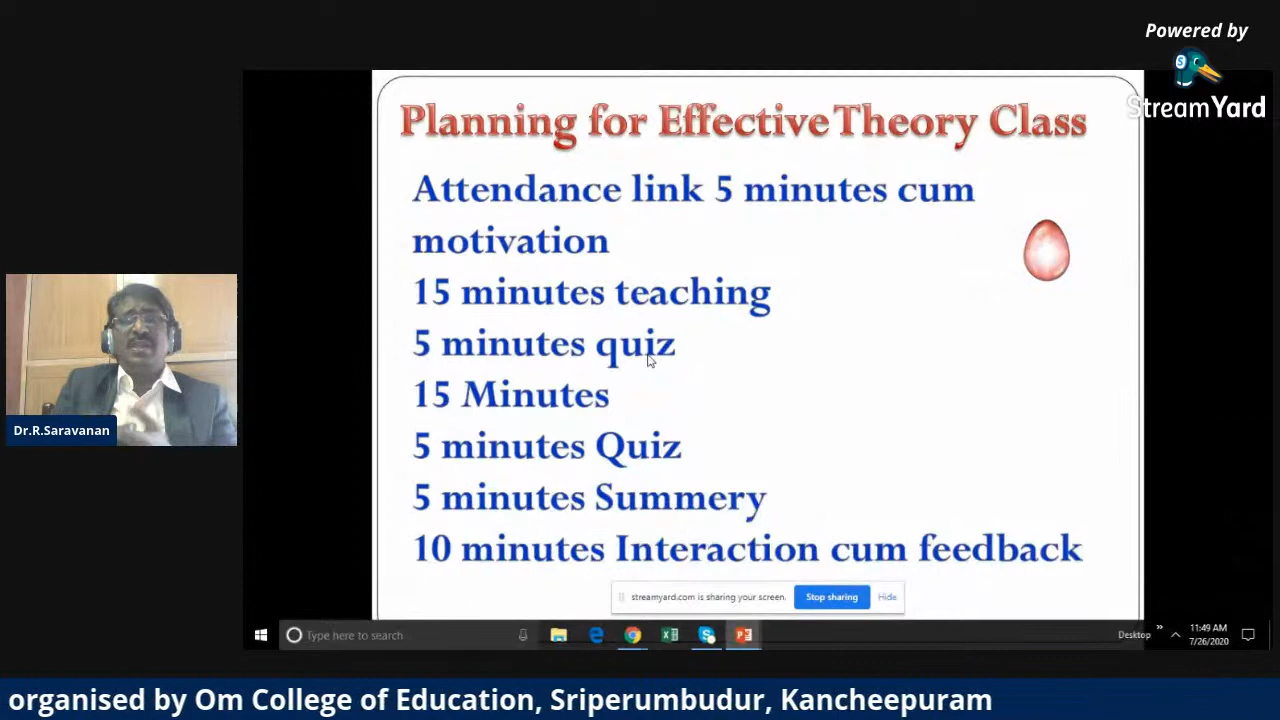 Powered by
StreamYard
Planning for Effective Theory Class
Attendance link 5 minutes cum
motivation
15 minutes teaching
5 minutes quiz
15 Minutes
5 minutes Quiz
5 minutes Summery
10 minutes Interaction cum feedback
Dr.R.Saravanan
streamyard.com is sharing your screen.
Stop sharing
Hide
Type here to search
Desktop
11:49 AM
7/26/2020
organised by Om College of Education, Sriperumbudur, Kancheepuram